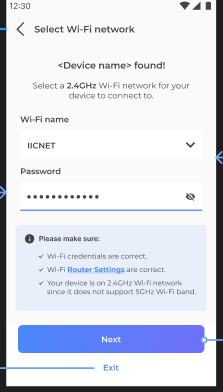 12:30
Select Wi-Fi network
<Device name> found!
Select a 2.4GHz Wi-Fi network for your
device to connect to.
Wi-Fi name
IICNET
Password
••••••••••••
Please make sure:
✓ Wi-Fi credentials are correct.
✓ Wi-Fi Router Settings are correct.
✓ Your device is on 2.4GHz Wi-Fi network
since it does not support 5GHz Wi-Fi band.
Next
Exit